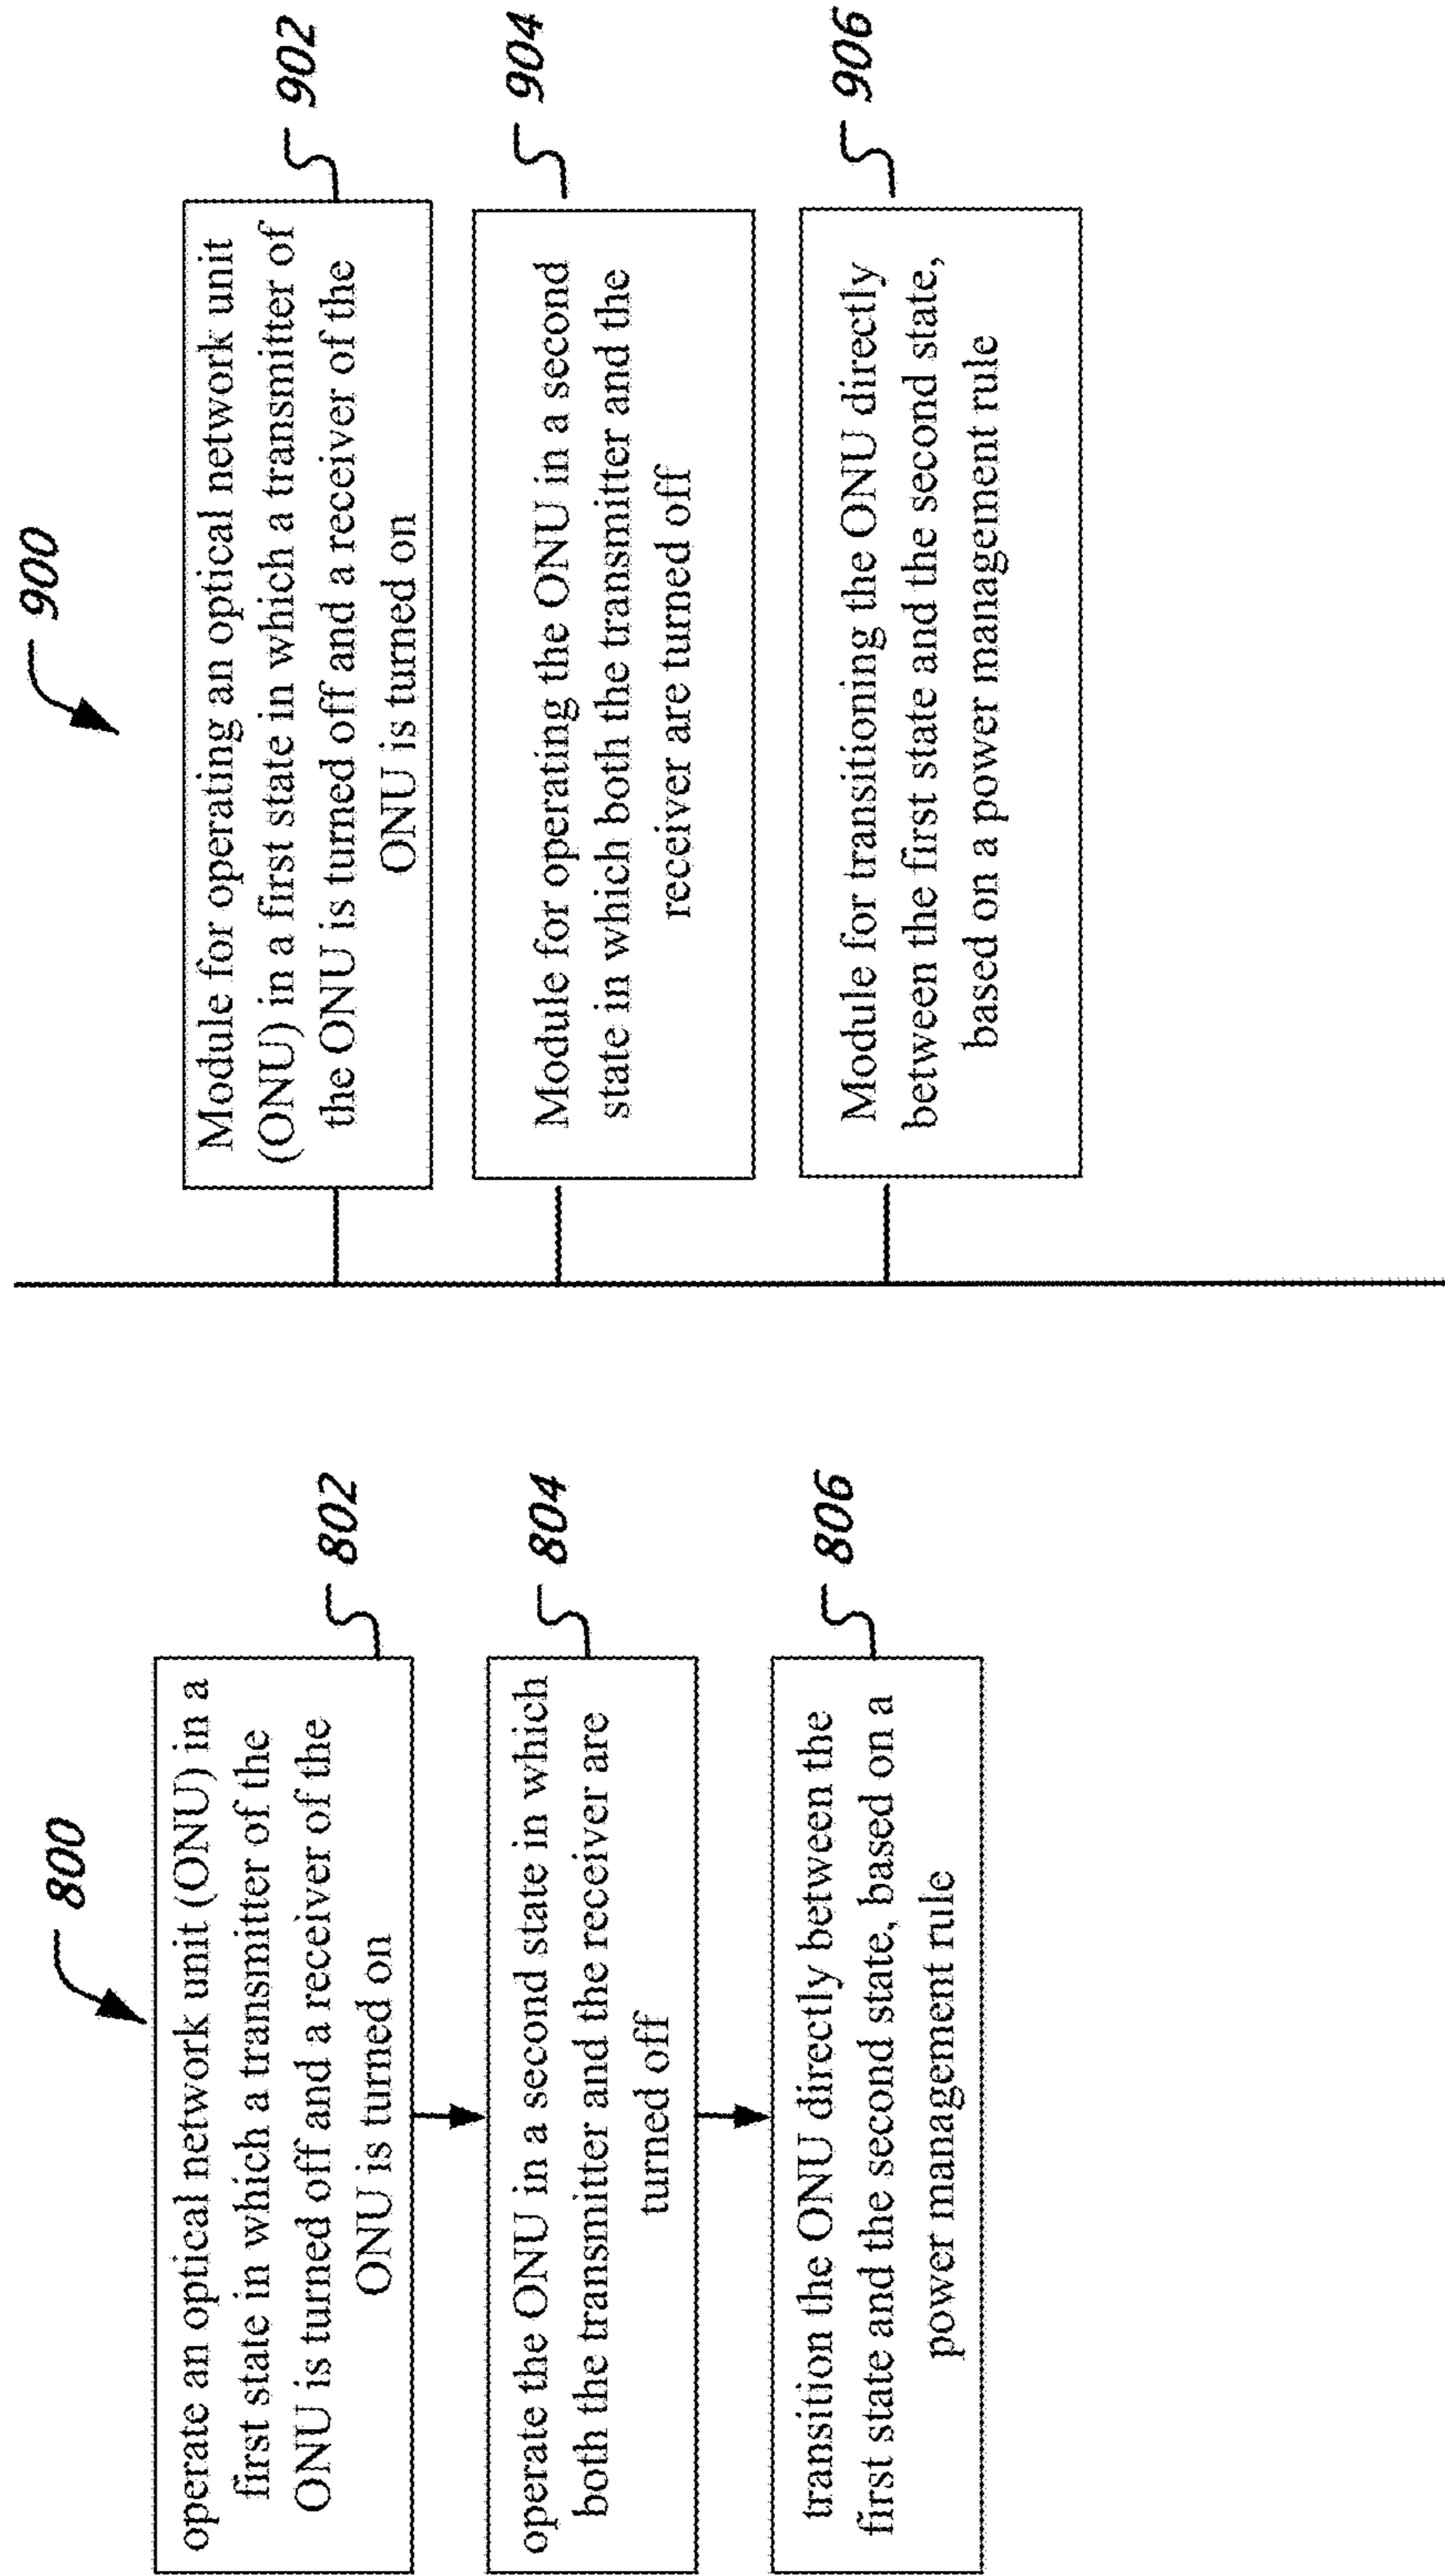 800
operate an optical network unit (ONU) in a
first state in which a transmitter of the
ONU is turned off and a receiver of the
ONU is turned on
802
operate the ONU in a second state in which
both the transmitter and the receiver are
turned off
804
transition the ONU directly between the
first state and the second state, based on a
power management rule
806
900
Module for operating an optical network unit
(ONU) in a first state in which a transmitter of
the ONU is turned off and a receiver of the
ONU is turned on
902
Module for operating the ONU in a second
state in which both the transmitter and the
receiver are turned off
904
Module for transitioning the ONU directly
between the first state and the second state,
based on a power management rule
906